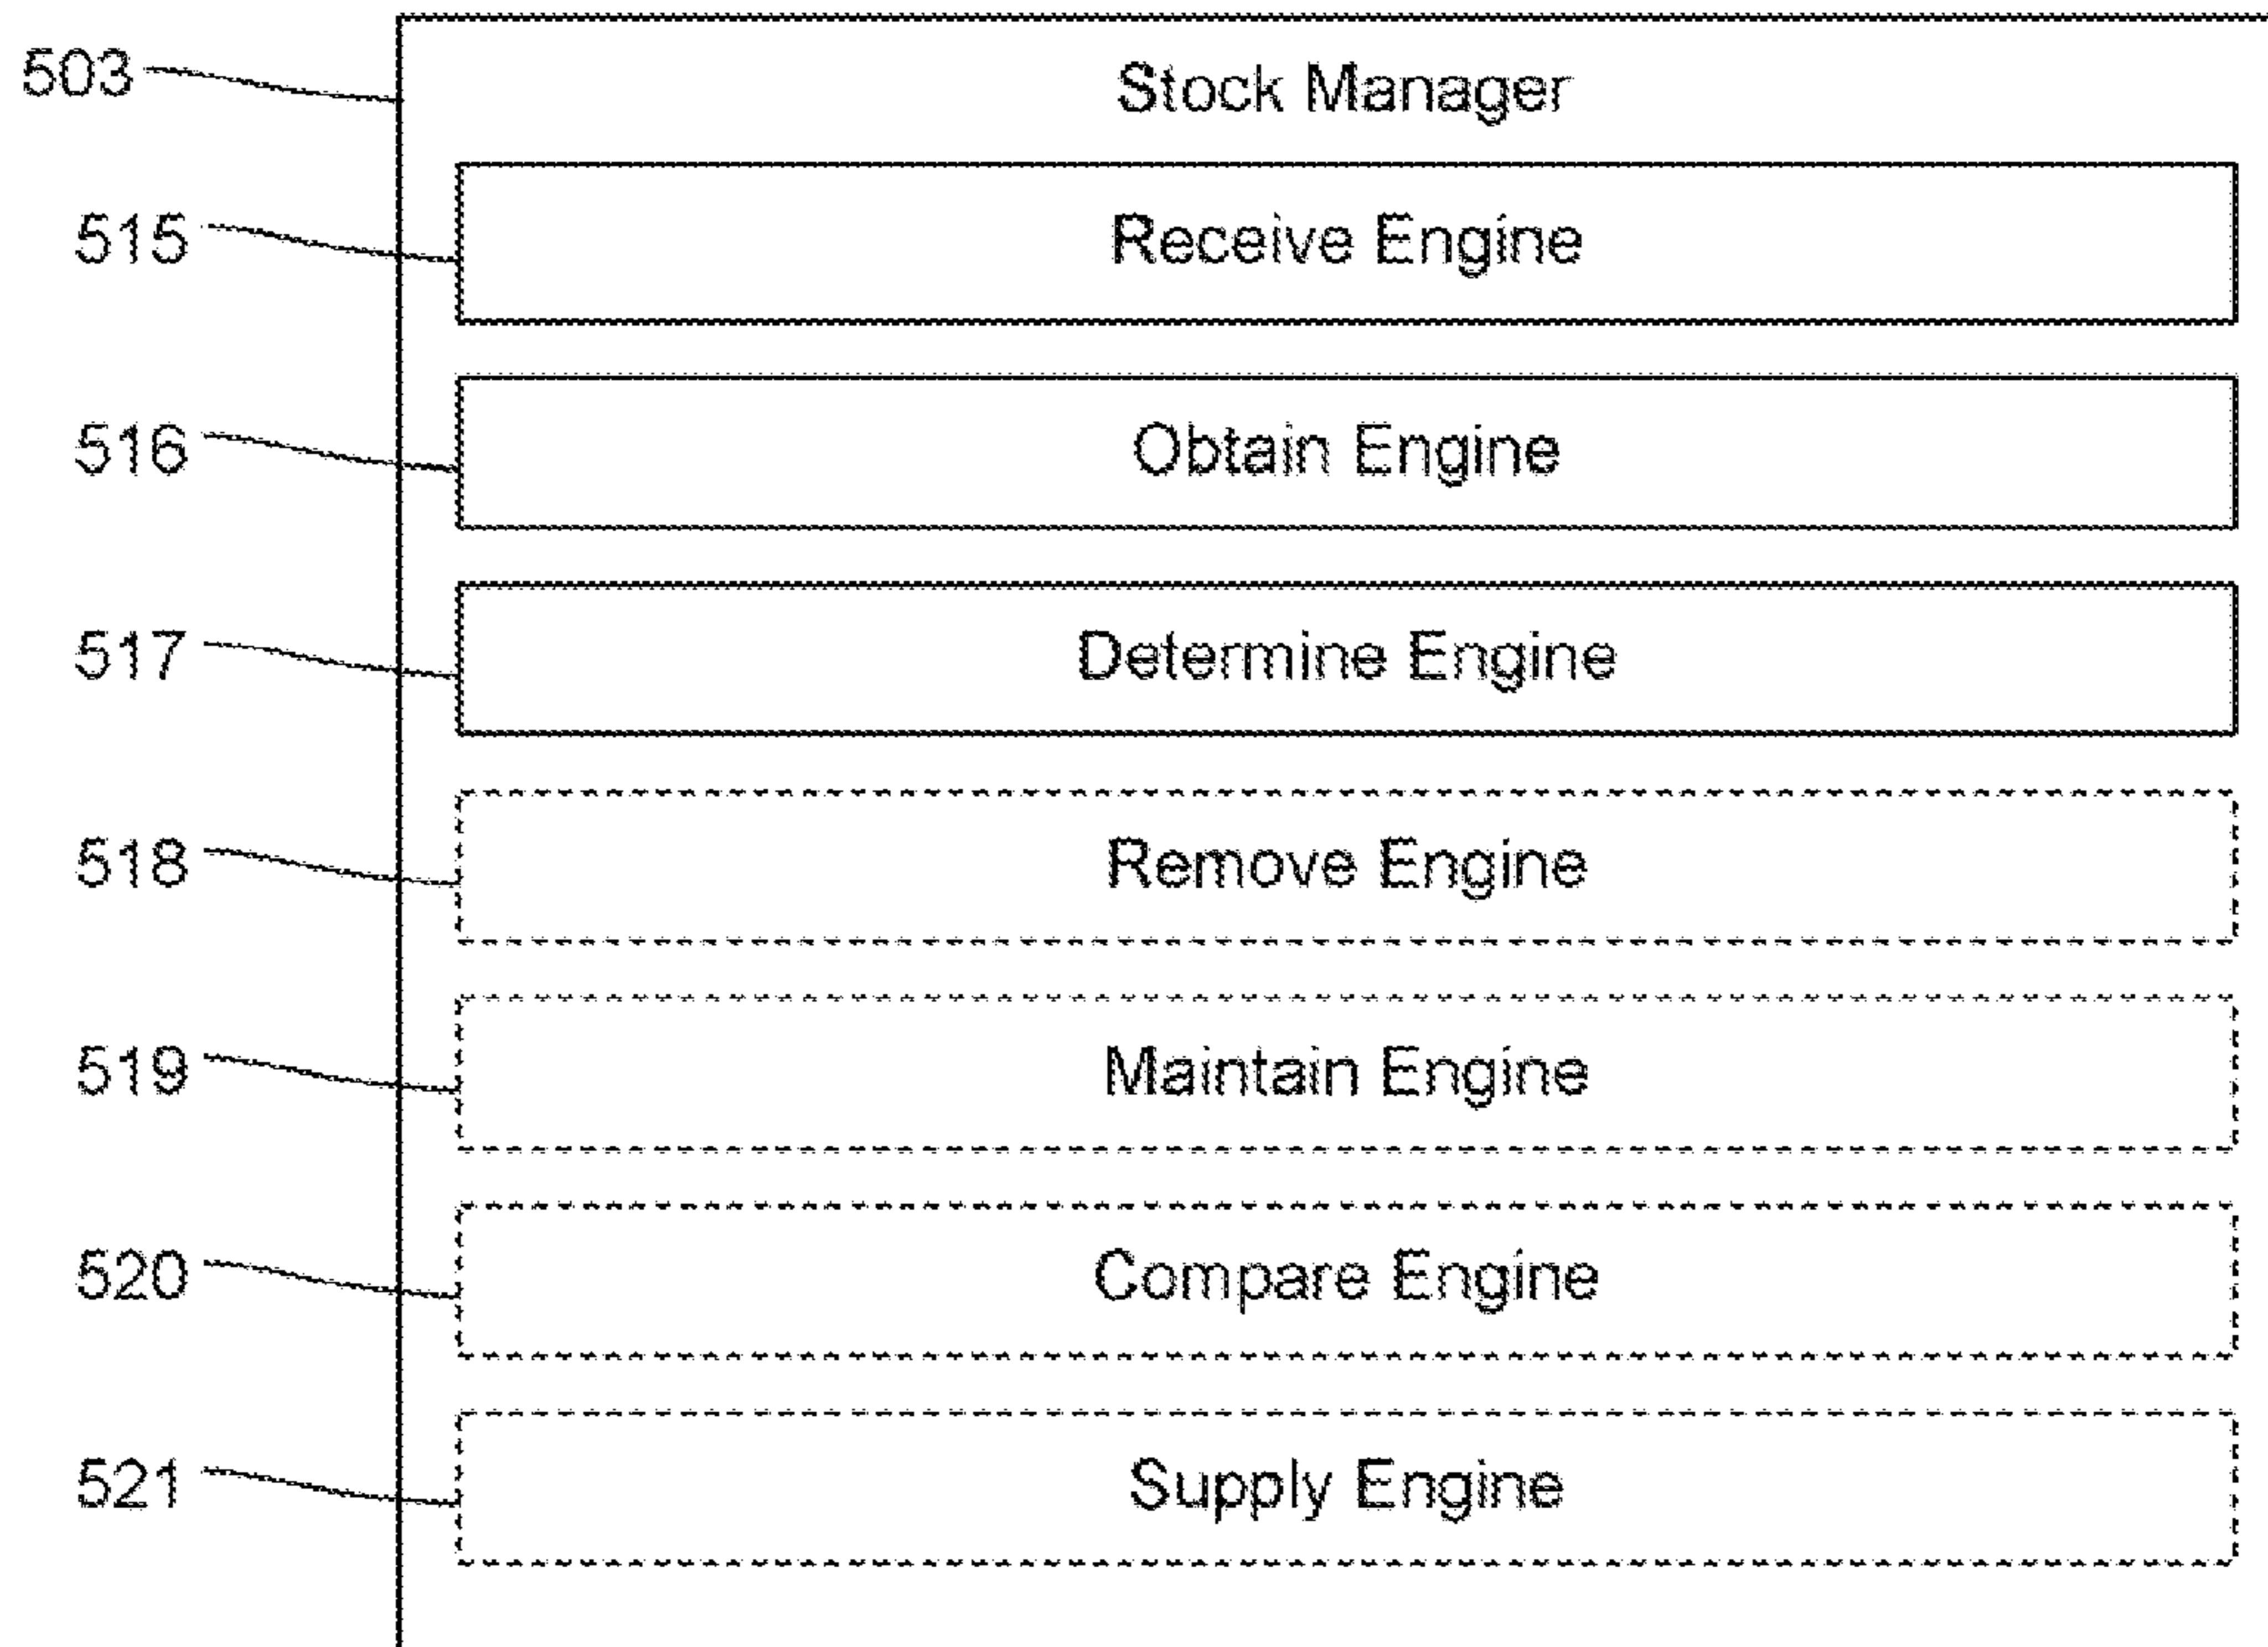 503 Stock Manager
515 Receive Engine
516 Obtain Engine
517 Determine Engine
518 Remove Engine
519 Maintain Engine
520 Compare Engine
521 Supply Engine